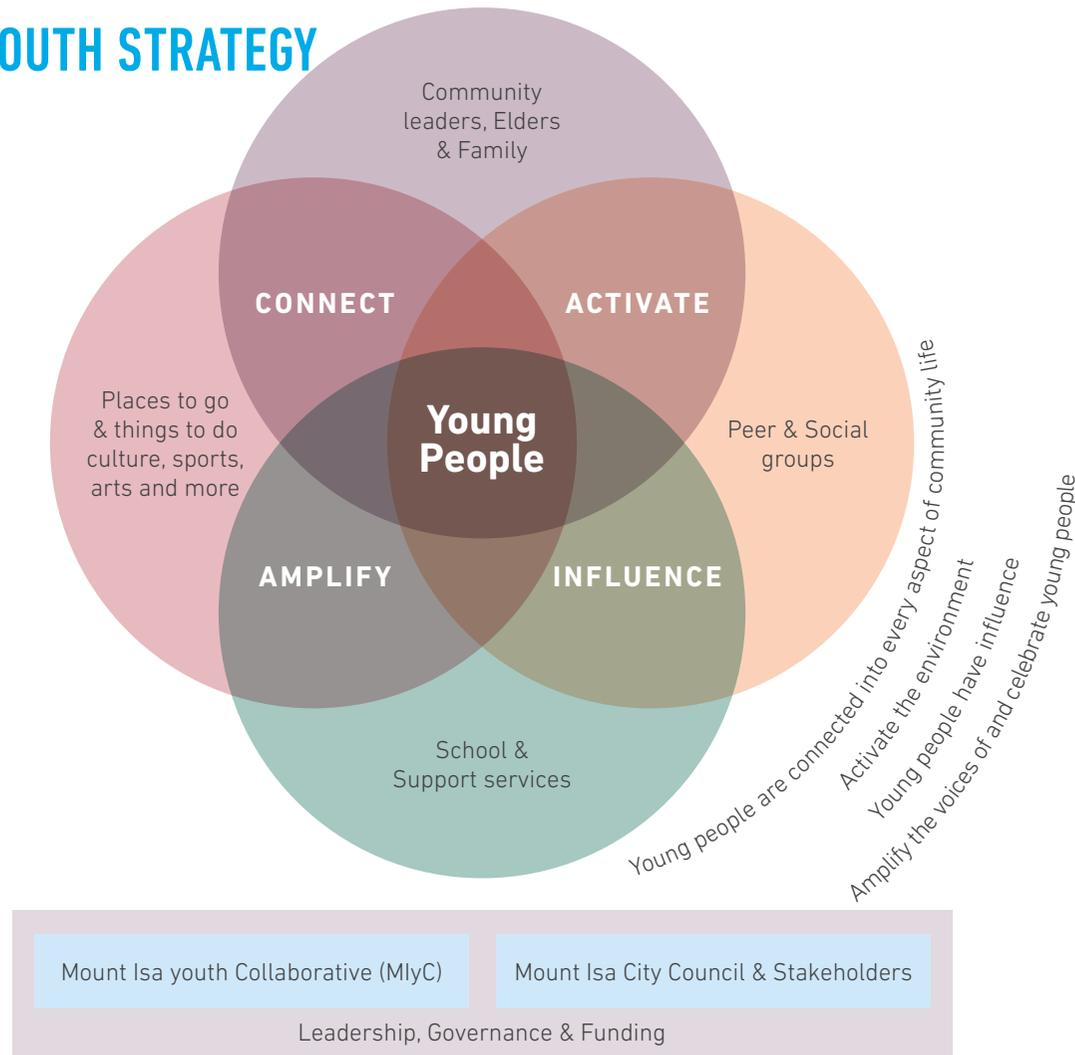 OUTH STRATEGY
Community
leaders, Elders
& Family
CONNECT
ACTIVATE
Places to go
& things to do
culture, sports,
arts and more
Young
People
Peer & Social
groups
AMPLIFY
INFLUENCE
School &
Support services
Young people are connected into every aspect of community life
Activate the environment
Young people have influence
Amplify the voices of and celebrate young people
Mount Isa youth Collaborative (MIyC)
Mount Isa City Council & Stakeholders
Leadership, Governance & Funding